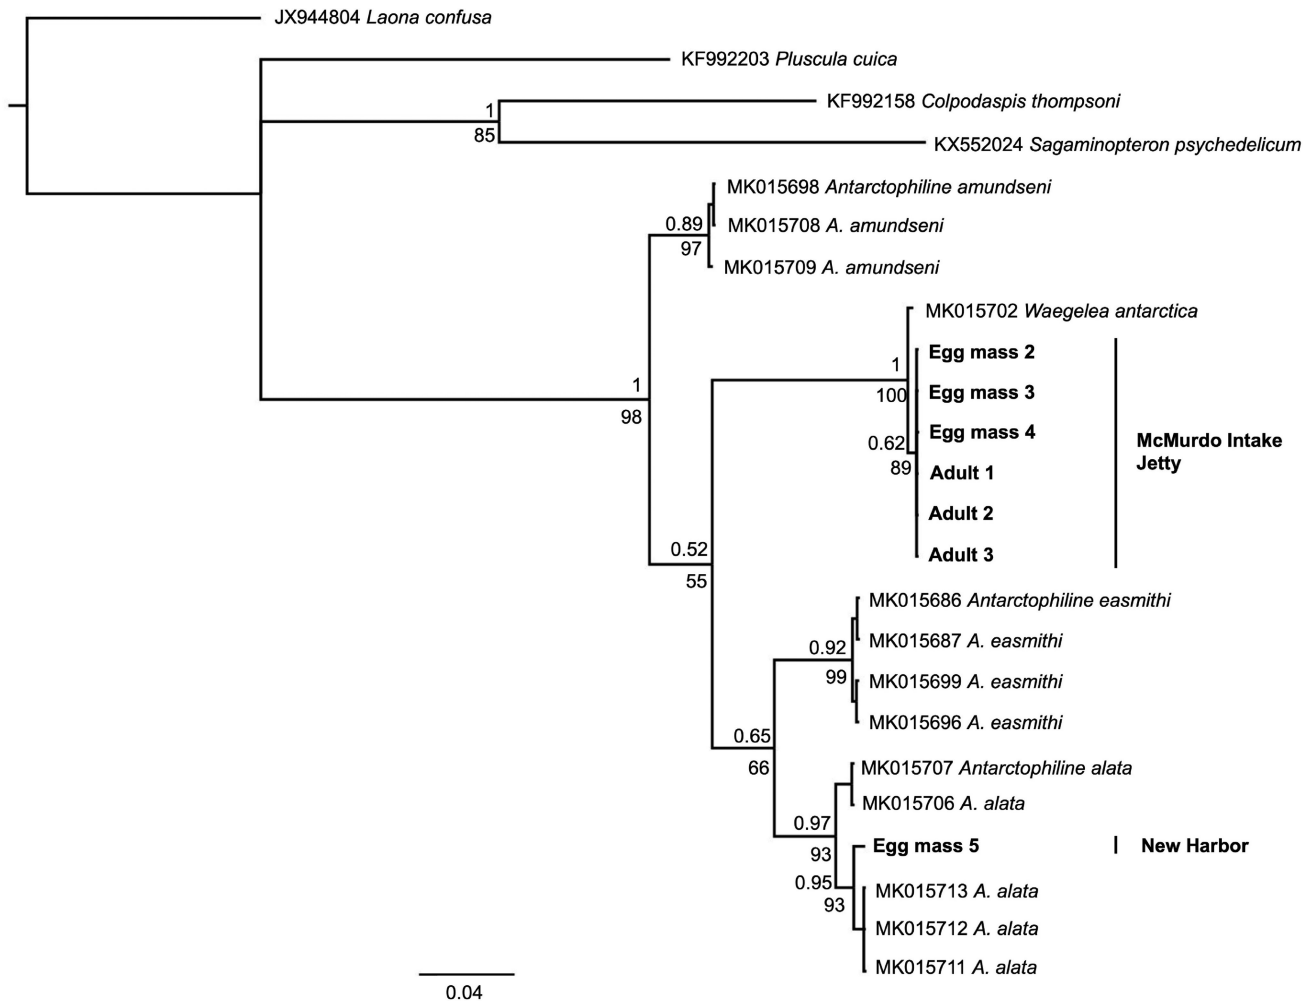 JX944804 Laona confusa
KF992203 Pluscula cuica
KF992158 Colpodaspis thompsoni
1
85
KX552024 Sagaminopteron psychedelicum
MK015698 Antarctophiline amundseni
0.89
MK015708 A. amundseni
97
MK015709 A. amundseni
MK015702 Waegelea antarctica
Egg mass 2
1
100
Egg mass 3
1
98
Egg mass 4
0.62
89
McMurdo Intake
Jetty
Adult 1
Adult 2
Adult 3
0.52
55
MK015686 Antarctophiline easmithi
MK015687 A. easmithi
0.92
99
MK015699 A. easmithi
MK015696 A. easmithi
0.65
66
MK015707 Antarctophiline alata
MK015706 A. alata
0.97
93
Egg mass 5
New Harbor
0.95
93
MK015713 A. alata
MK015712 A. alata
MK015711 A. alata
0.04